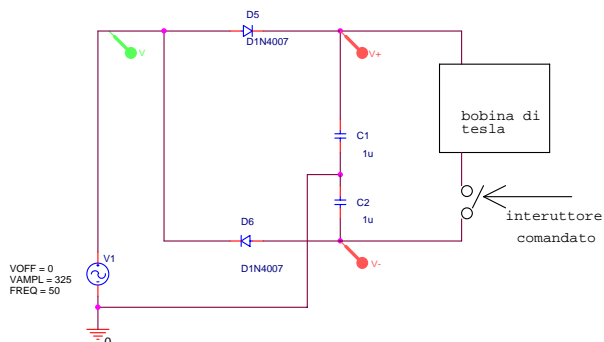 D5
D1N4007
V
V+
bobina di
tesla
C1
1u
C2
1u
interuttore
comandato
D6
V-
D1N4007
V1
VOFF = 0
VAMPL = 325
FREQ = 50
0